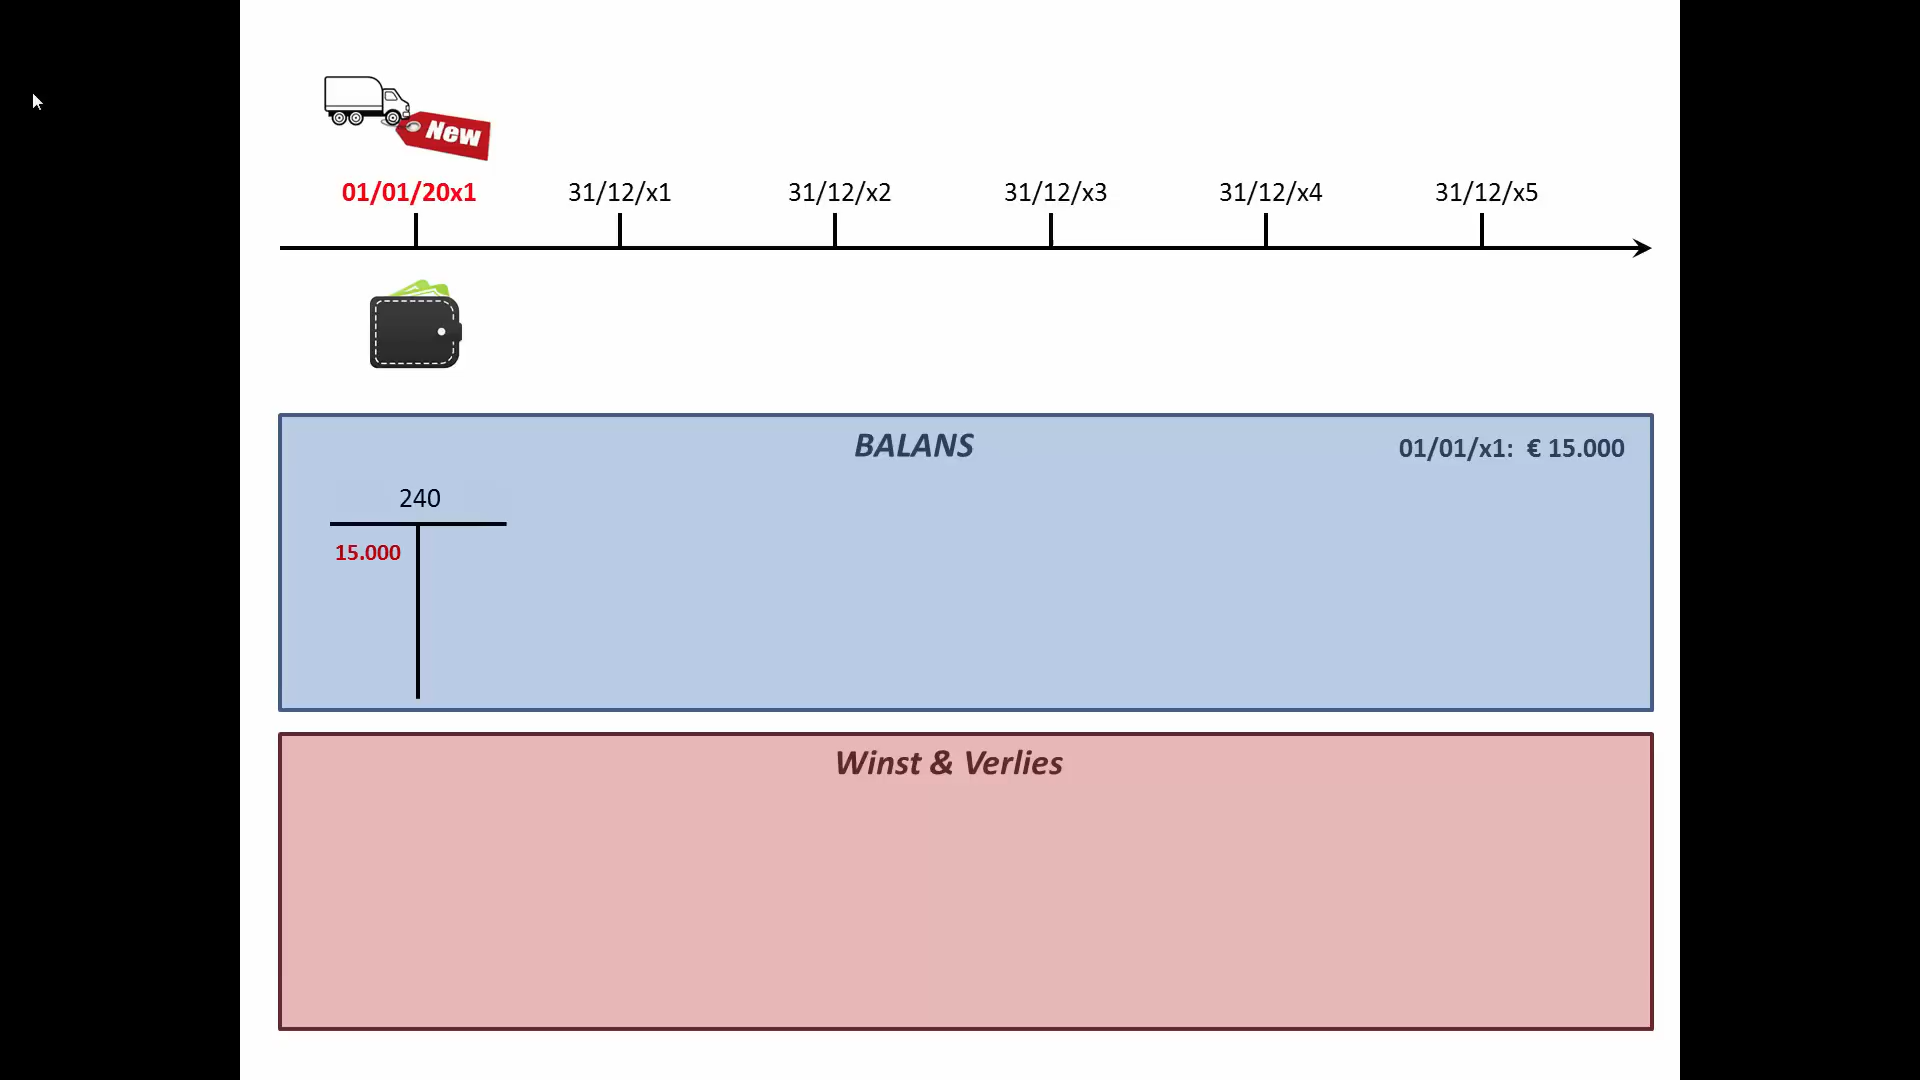 New
01/01/20x1 31/12/x1 31/12/x2 31/12/x3 31/12/x4 31/12/x5
BALANS
01/01/x1: € 15.000
240
15.000
Winst & Verlies